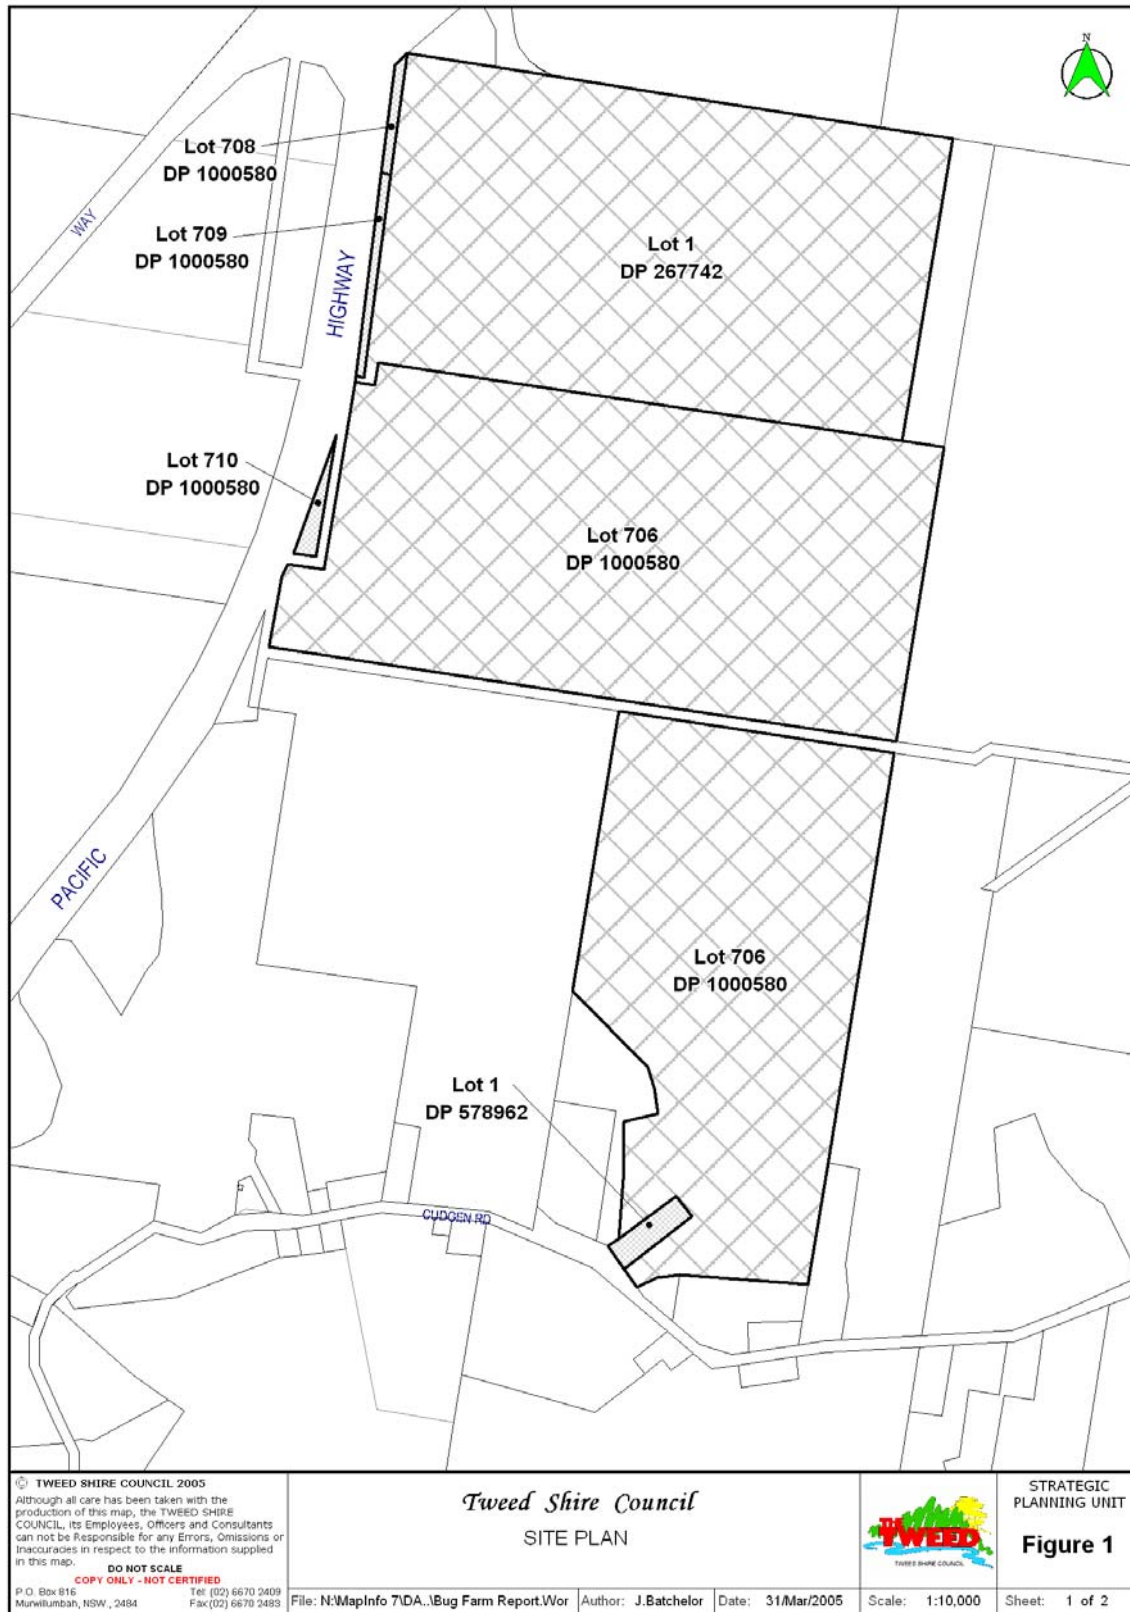 N
Lot 708
DP 1000580
WAY
Lot 709
DP 1000580
HIGHWAY
Lot 1
DP 267742
Lot 710
DP 1000580
Lot 706
DP 1000580
PACIFIC
Lot 706
DP 1000580
Lot 1
DP 578962
CUDGEN RD
© TWEED SHIRE COUNCIL 2005
Although all care has been taken with the
production of this map, the TWEED SHIRE
COUNCIL, its Employees, Officers and Consultants
can not be Responsible for any Errors, Omissions or
Inaccuracies in respect to the information supplied
in this map.
DO NOT SCALE
COPY ONLY - NOT CERTIFIED
P.O. Box 816 Tel: (02) 6670 2409
Murwillumbah, NSW., 2484 Fax:(02) 6670 2483
Tweed Shire Council
SITE PLAN
File: N:\MapInfo 7\DA..\Bug Farm Report.Wor
Author: J.Batchelor
Date: 31/Mar/2005
THE
TWEED
TWEED SHIRE COUNCIL
Scale: 1:10,000
STRATEGIC
PLANNING UNIT
Figure 1
Sheet: 1 of 2